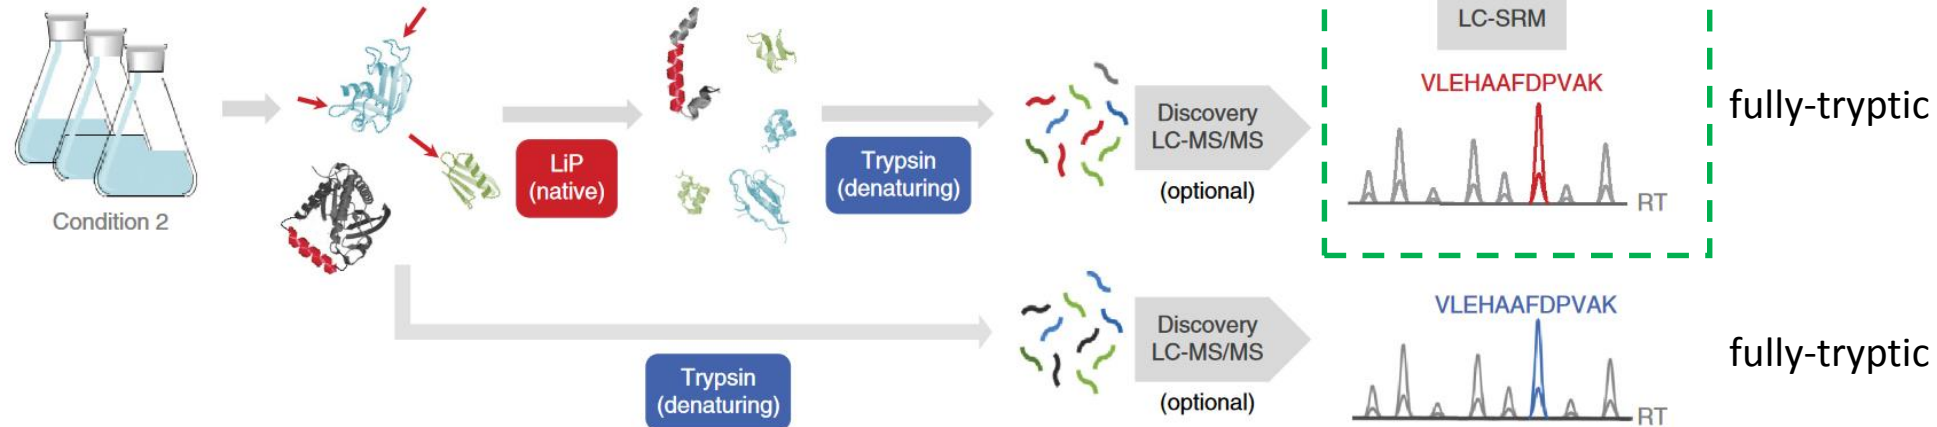 LC-SRM
VLEHAAFDPVAK
fully-tryptic
Discovery
LC-MS/MS
(optional)
LiP
(native)
Trypsin
(denaturing)
RT
Condition 2
VLEHAAFDPVAK
fully-tryptic
Discovery
LC-MS/MS
(optional)
Trypsin
(denaturing)
RT